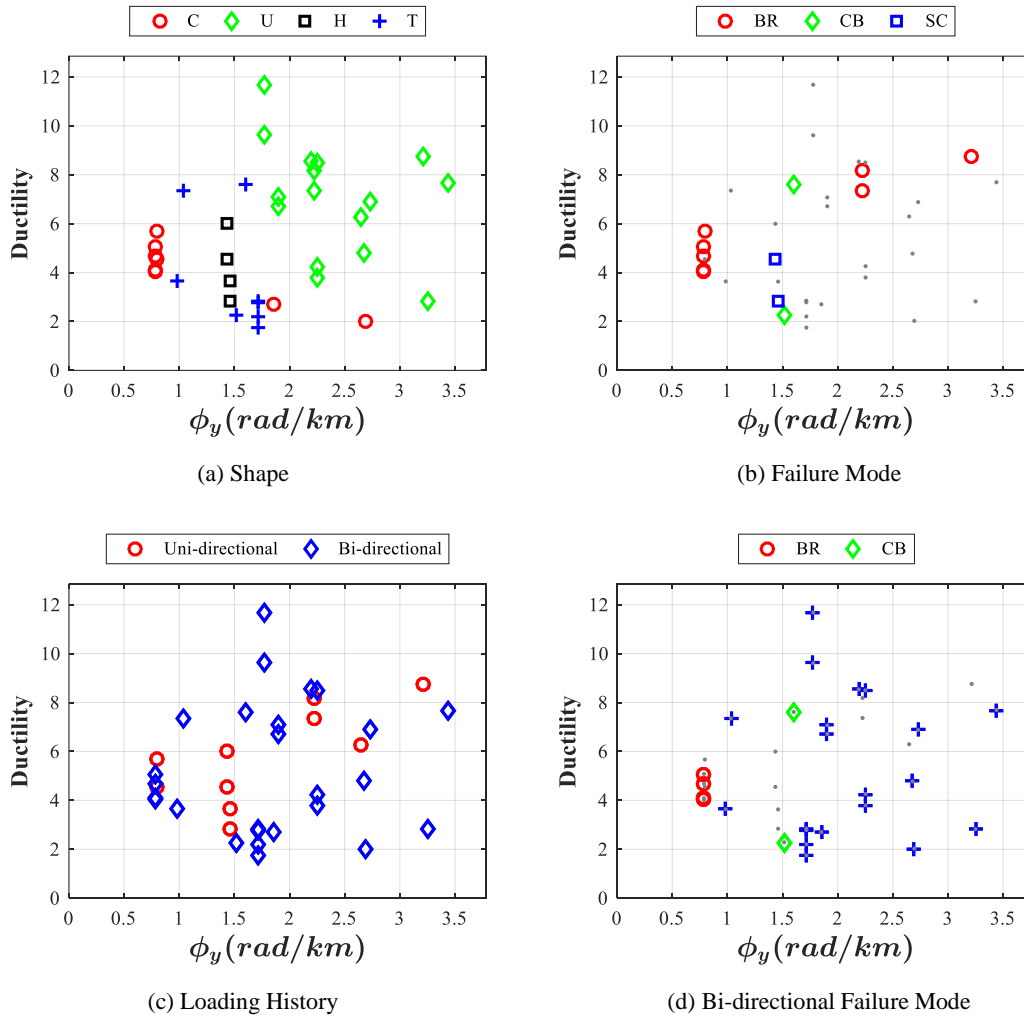 C U H T
BR CB SC
12
10
8
6
4
2
0
Ductility
0 0.5 1 1.5 2 2.5 3 3.5
ϕy(rad/km)
(a) Shape
12
10
8
6
4
2
0
Ductility
0 0.5 1 1.5 2 2.5 3 3.5
ϕy(rad/km)
(b) Failure Mode
Uni-directional Bi-directional
BR CB
12
10
8
6
4
2
0
Ductility
0 0.5 1 1.5 2 2.5 3 3.5
ϕy(rad/km)
(c) Loading History
12
10
8
6
4
2
0
Ductility
0 0.5 1 1.5 2 2.5 3 3.5
ϕy(rad/km)
(d) Bi-directional Failure Mode